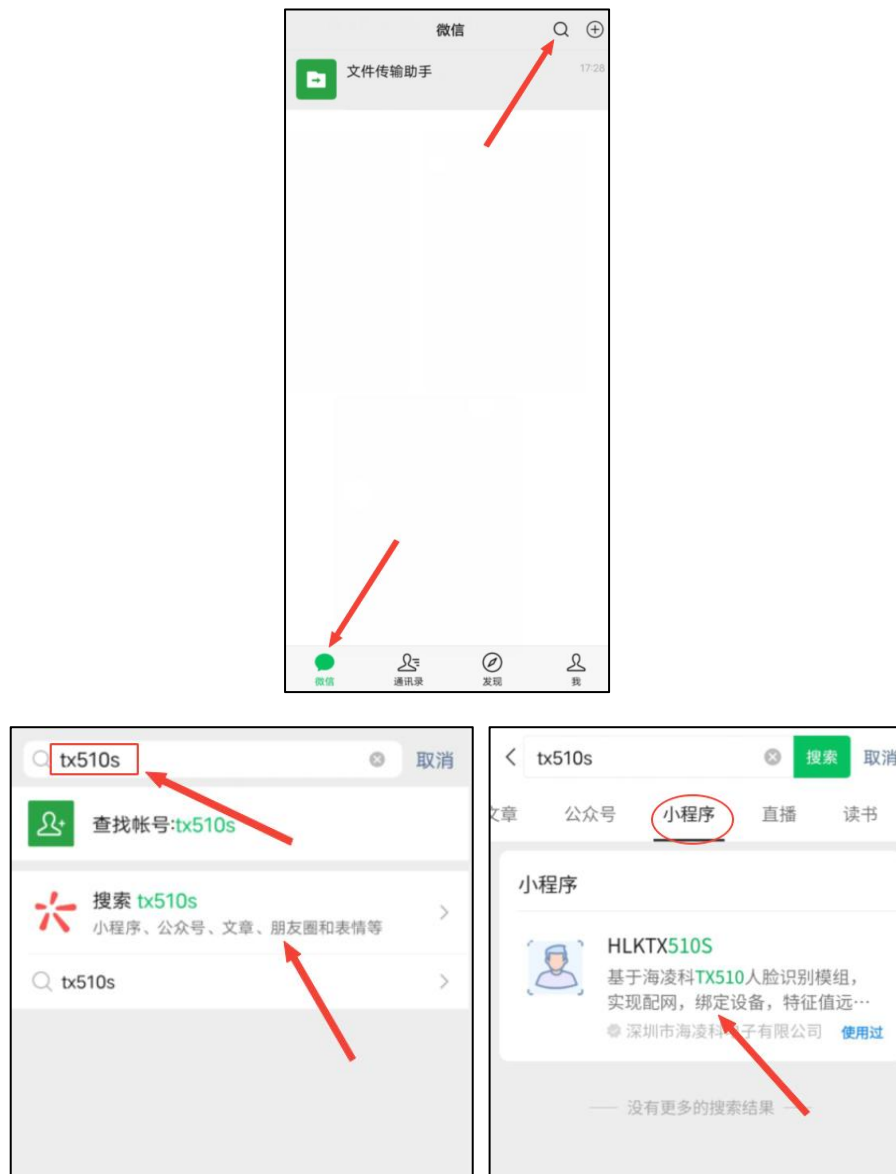 微信
文件传输助手
17:28
微信
通讯录
发现
我
tx510s
取消
查找帐号:tx510s
搜索 tx510s
小程序、公众号、文章、朋友圈和表情等
tx510s
tx510s
搜索
取消
文章
公众号
小程序
直播
读书
小程序
HLKTX510S
基于海凌科TX510人脸识别模组，
实现配网，绑定设备，特征值远…
深圳市海凌科电子有限公司
使用过
没有更多的搜索结果